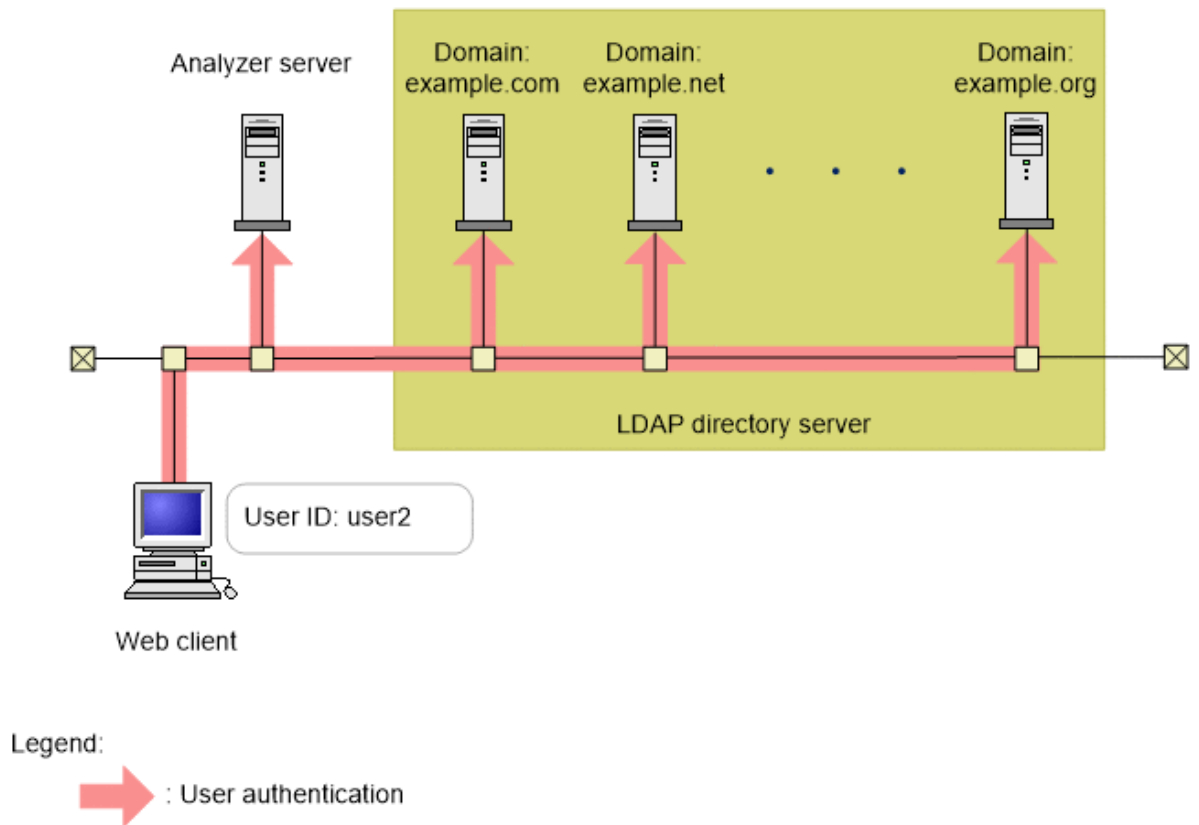 Analyzer server
Domain:
example.com
Domain:
example.net
Domain:
example.org
LDAP directory server
User ID: user2
Web client
Legend:
: User authentication